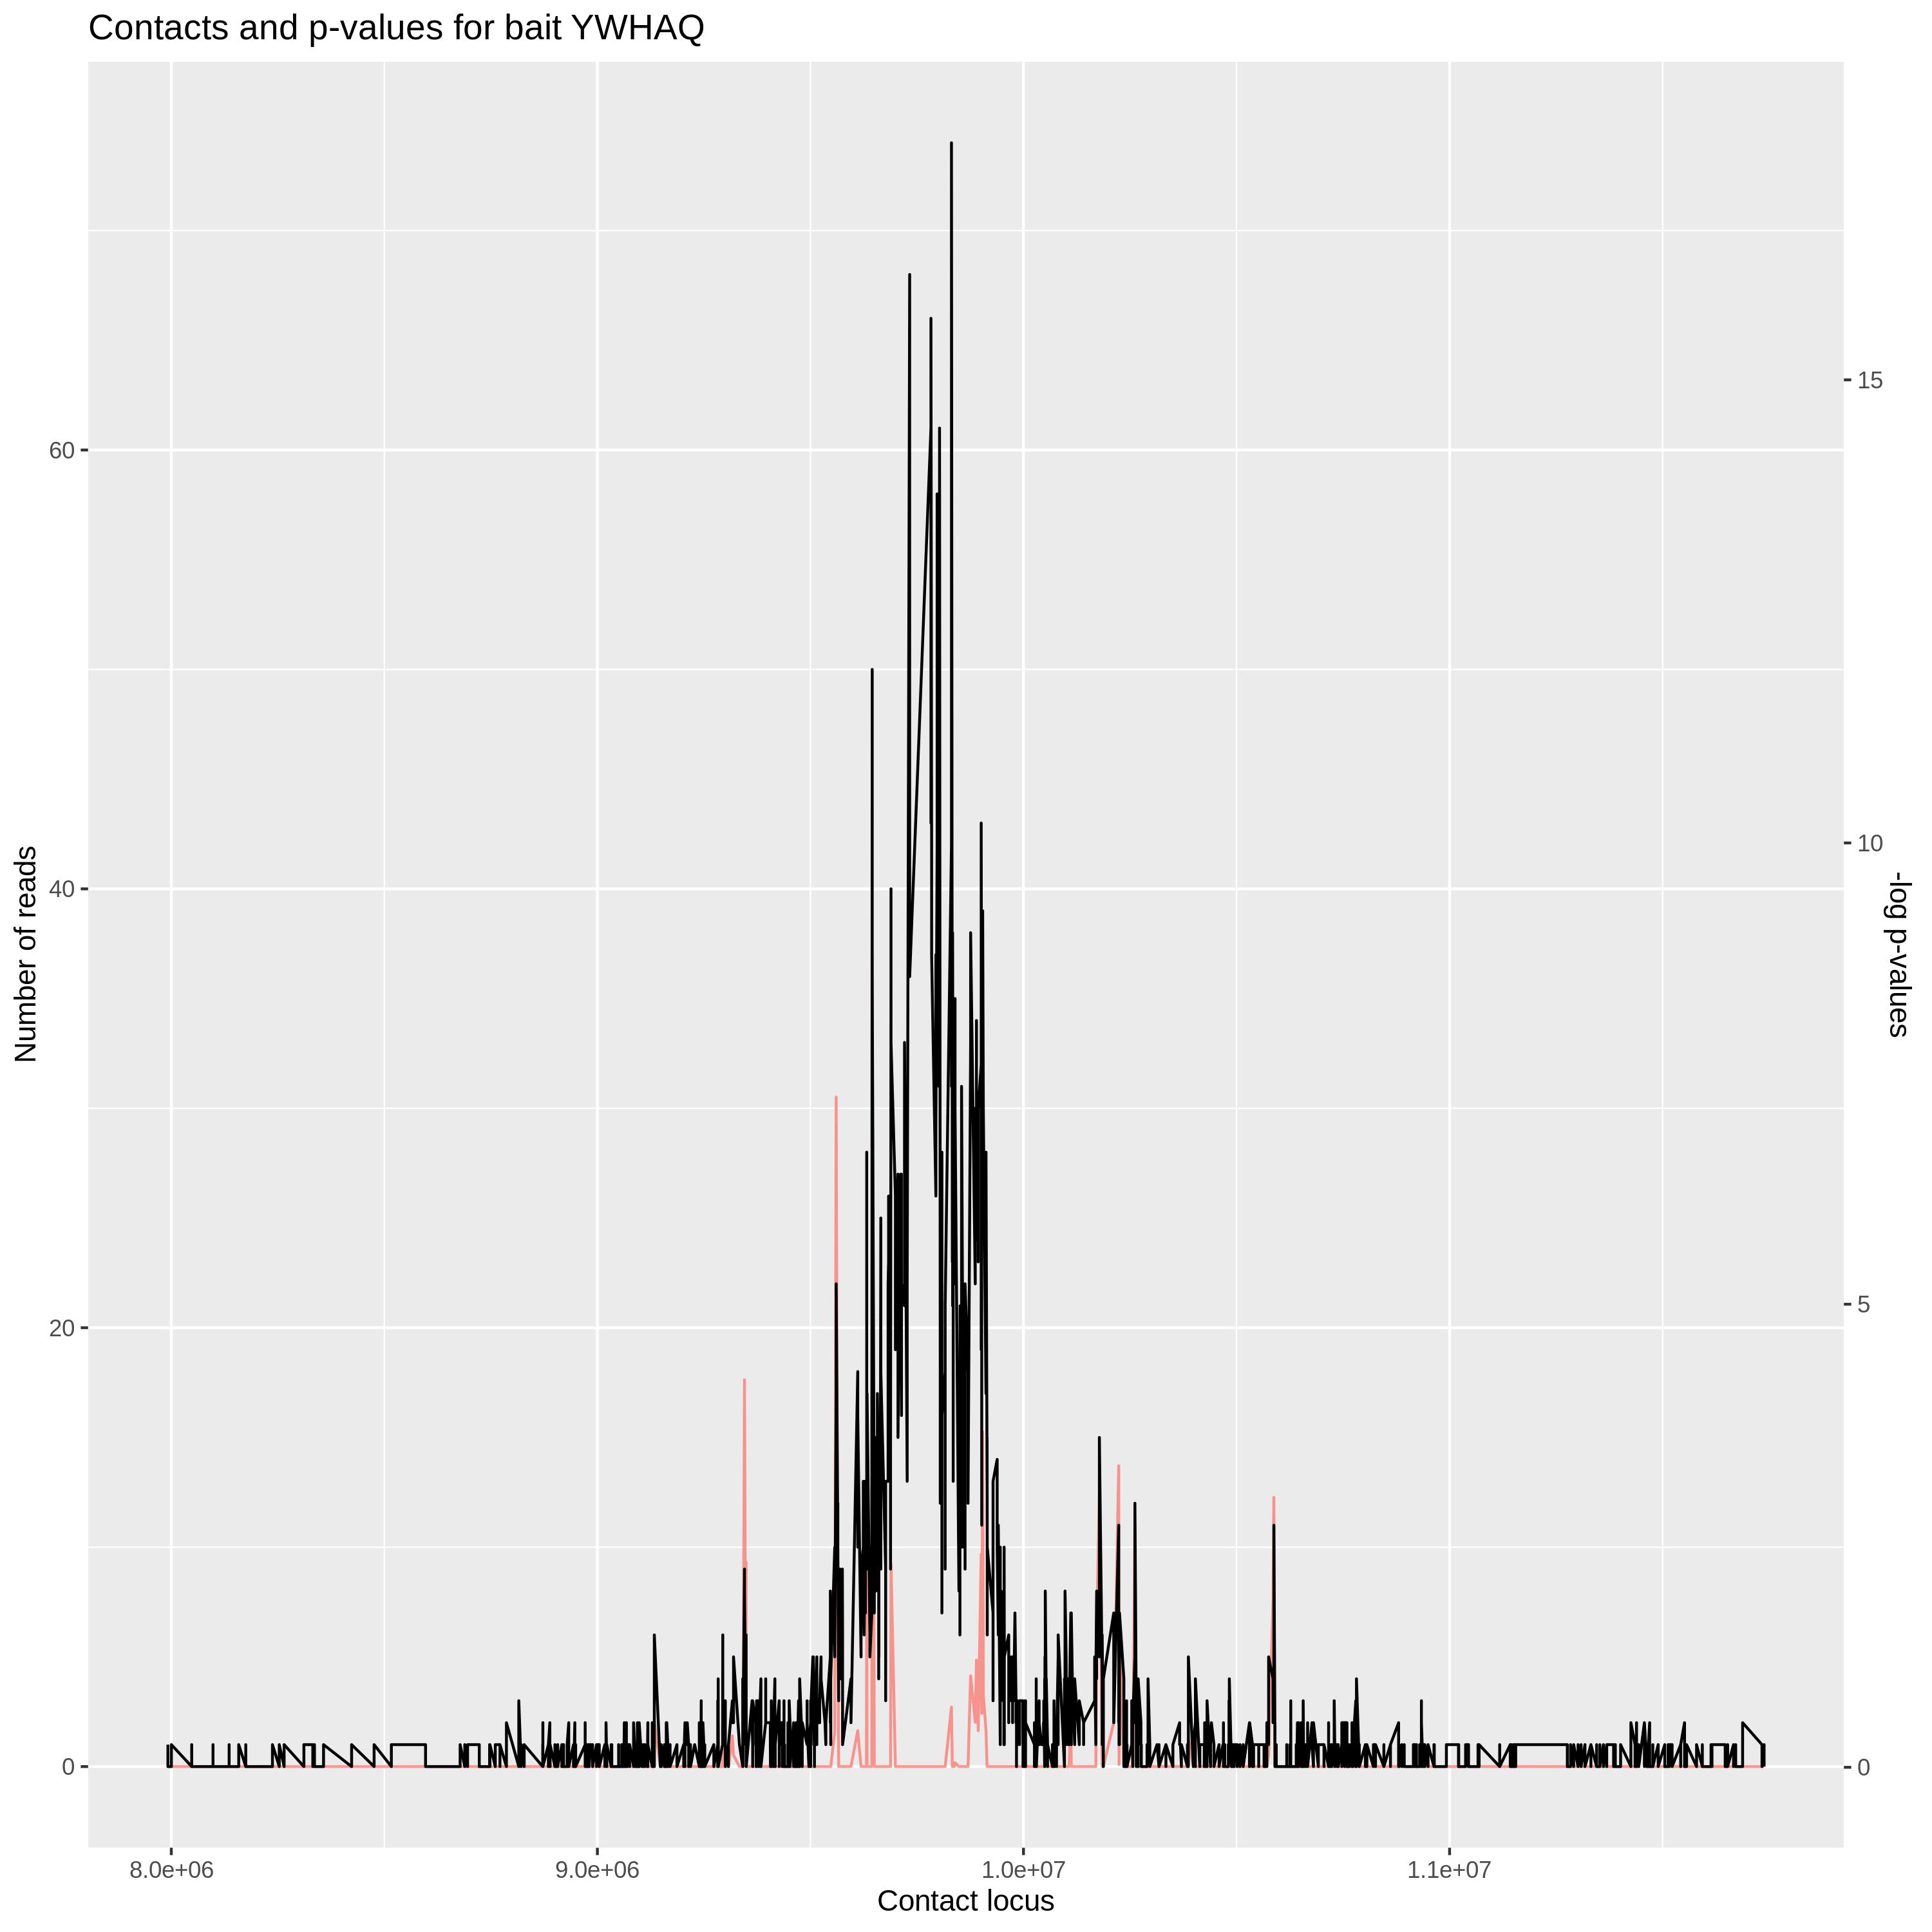 Contacts and p-values for bait YWHAQ
60
40
20
0
Number of reads
15
10
5
0
-log p-values
8.0e+06
9.0e+06
1.0e+07
1.1e+07
Contact locus